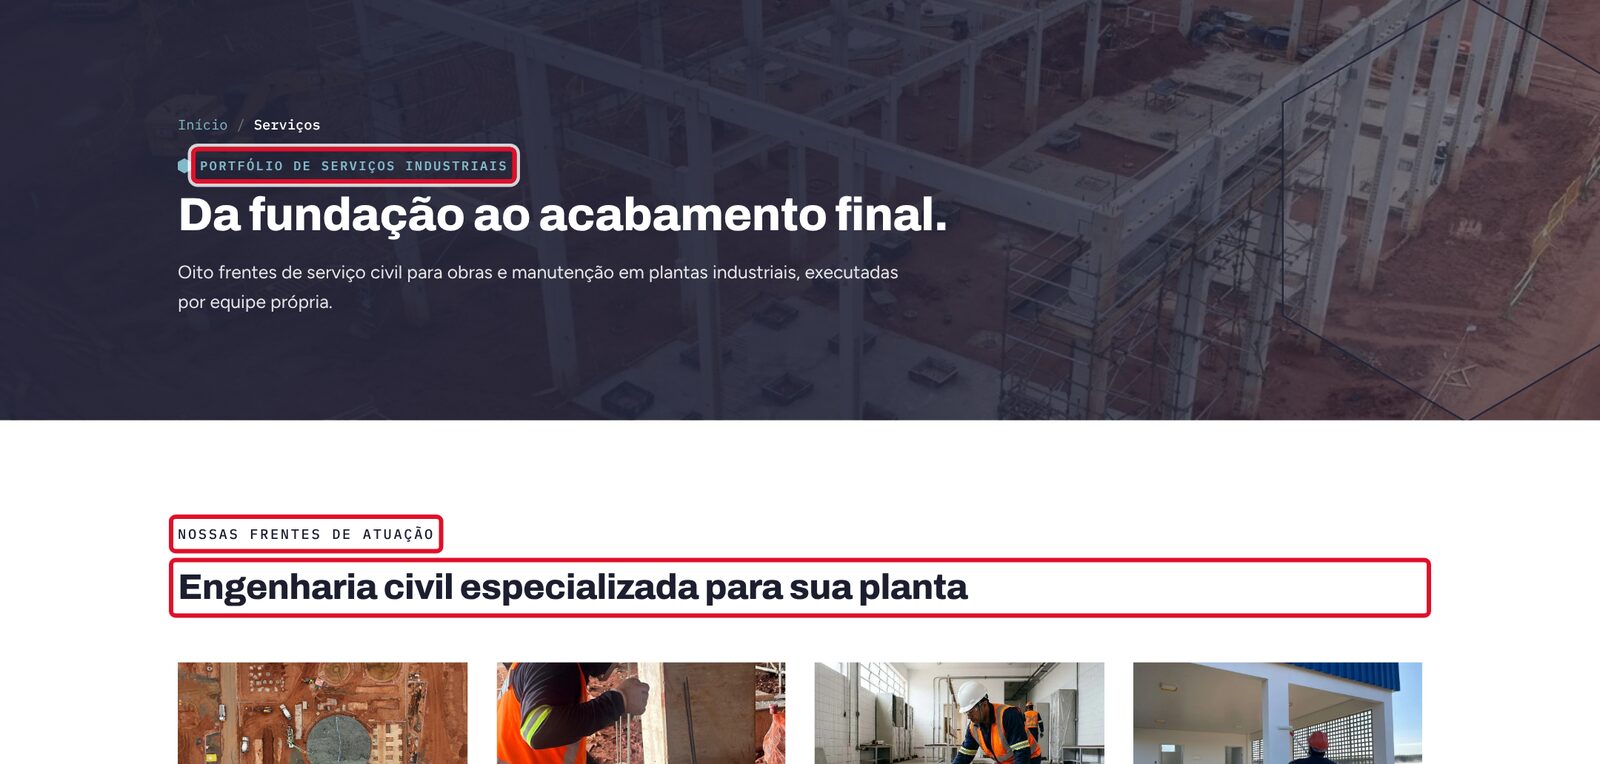 Início / Serviços
PORTFÓLIO DE SERVIÇOS INDUSTRIAIS
Da fundação ao acabamento final.
Oito frentes de serviço civil para obras e manutenção em plantas industriais, executadas
por equipe própria.
NOSSAS FRENTES DE ATUAÇÃO
Engenharia civil especializada para sua planta